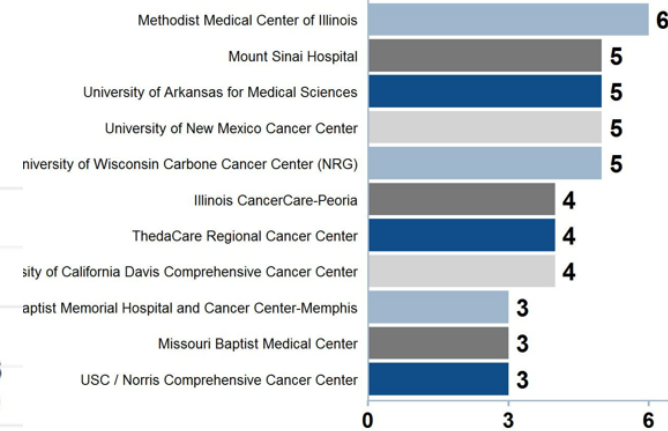 Methodist Medical Center of Illinois 6
Mount Sinai Hospital 5
University of Arkansas for Medical Sciences 5
University of New Mexico Cancer Center 5
niversity of Wisconsin Carbone Cancer Center (NRG) 5
Illinois CancerCare-Peoria 4
ThedaCare Regional Cancer Center 4
sity of California Davis Comprehensive Cancer Center 4
aptist Memorial Hospital and Cancer Center-Memphis 3
Missouri Baptist Medical Center 3
USC / Norris Comprehensive Cancer Center 3
0 3 6